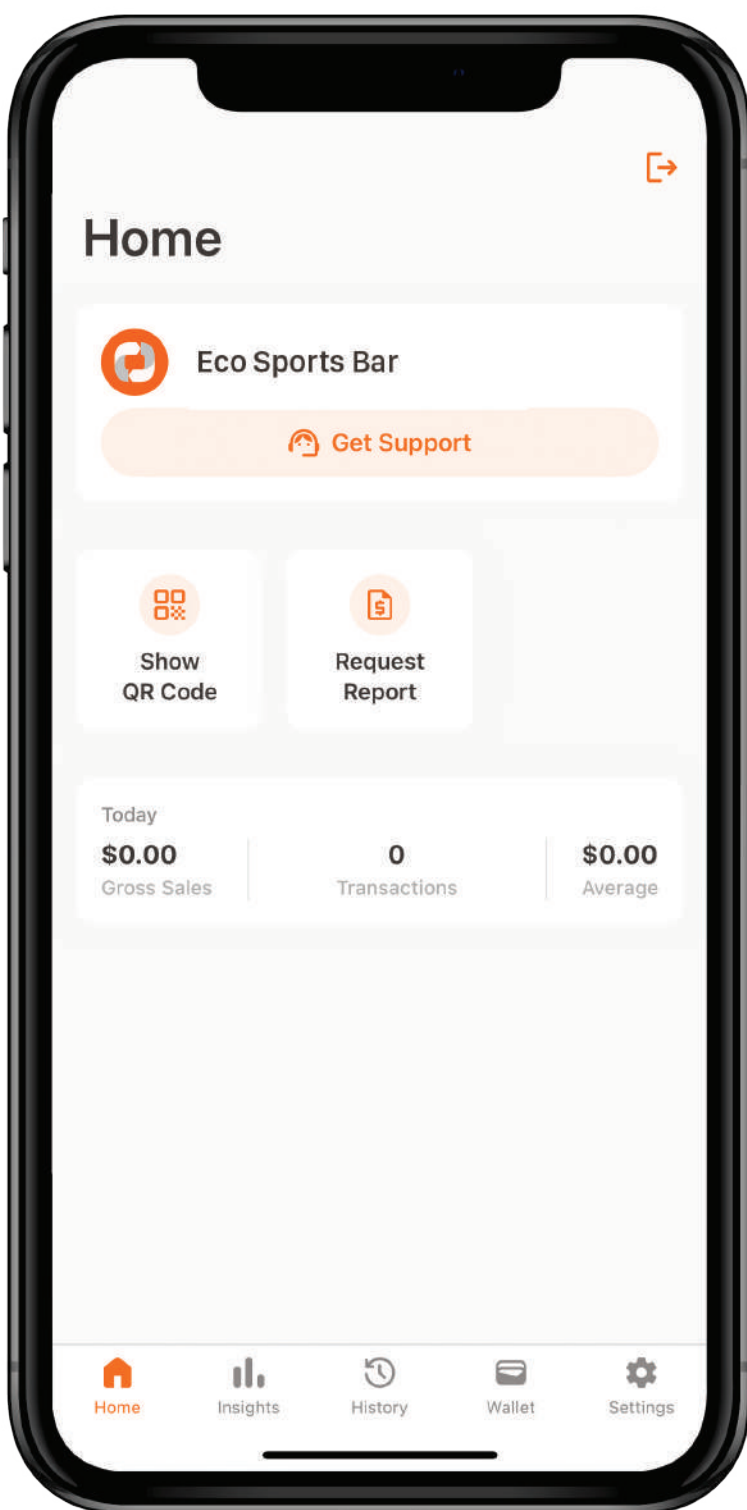 Home
Eco Sports Bar
Get Support
Show
QR Code
Request
Report
Today
$0.00 0 $0.00
Gross Sales Transactions Average
Home Insights History Wallet Settings